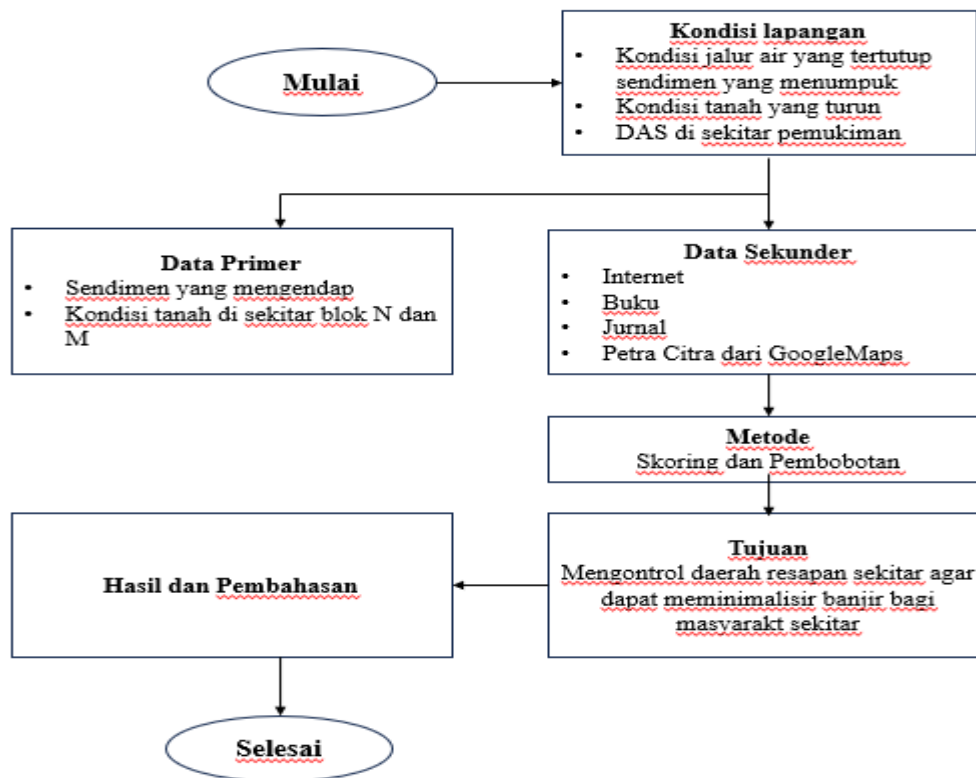 Mulai
Kondisi lapangan
• Kondisi jalur air yang tertutup
sendimen yang menumpuk
• Kondisi tanah yang turun
• DAS di sekitar pemukiman
Data Primer
• Sendimen yang mengendap
• Kondisi tanah di sekitar blok N dan
M
Data Sekunder
• Internet
• Buku
• Jurnal
• Petra Citra dari GoogleMaps
Metode
Skoring dan Pembobotan
Tujuan
Mengontrol daerah resapan sekitar agar
dapat meminimalisir banjir bagi
masyarakt sekitar
Hasil dan Pembahasan
Selesai